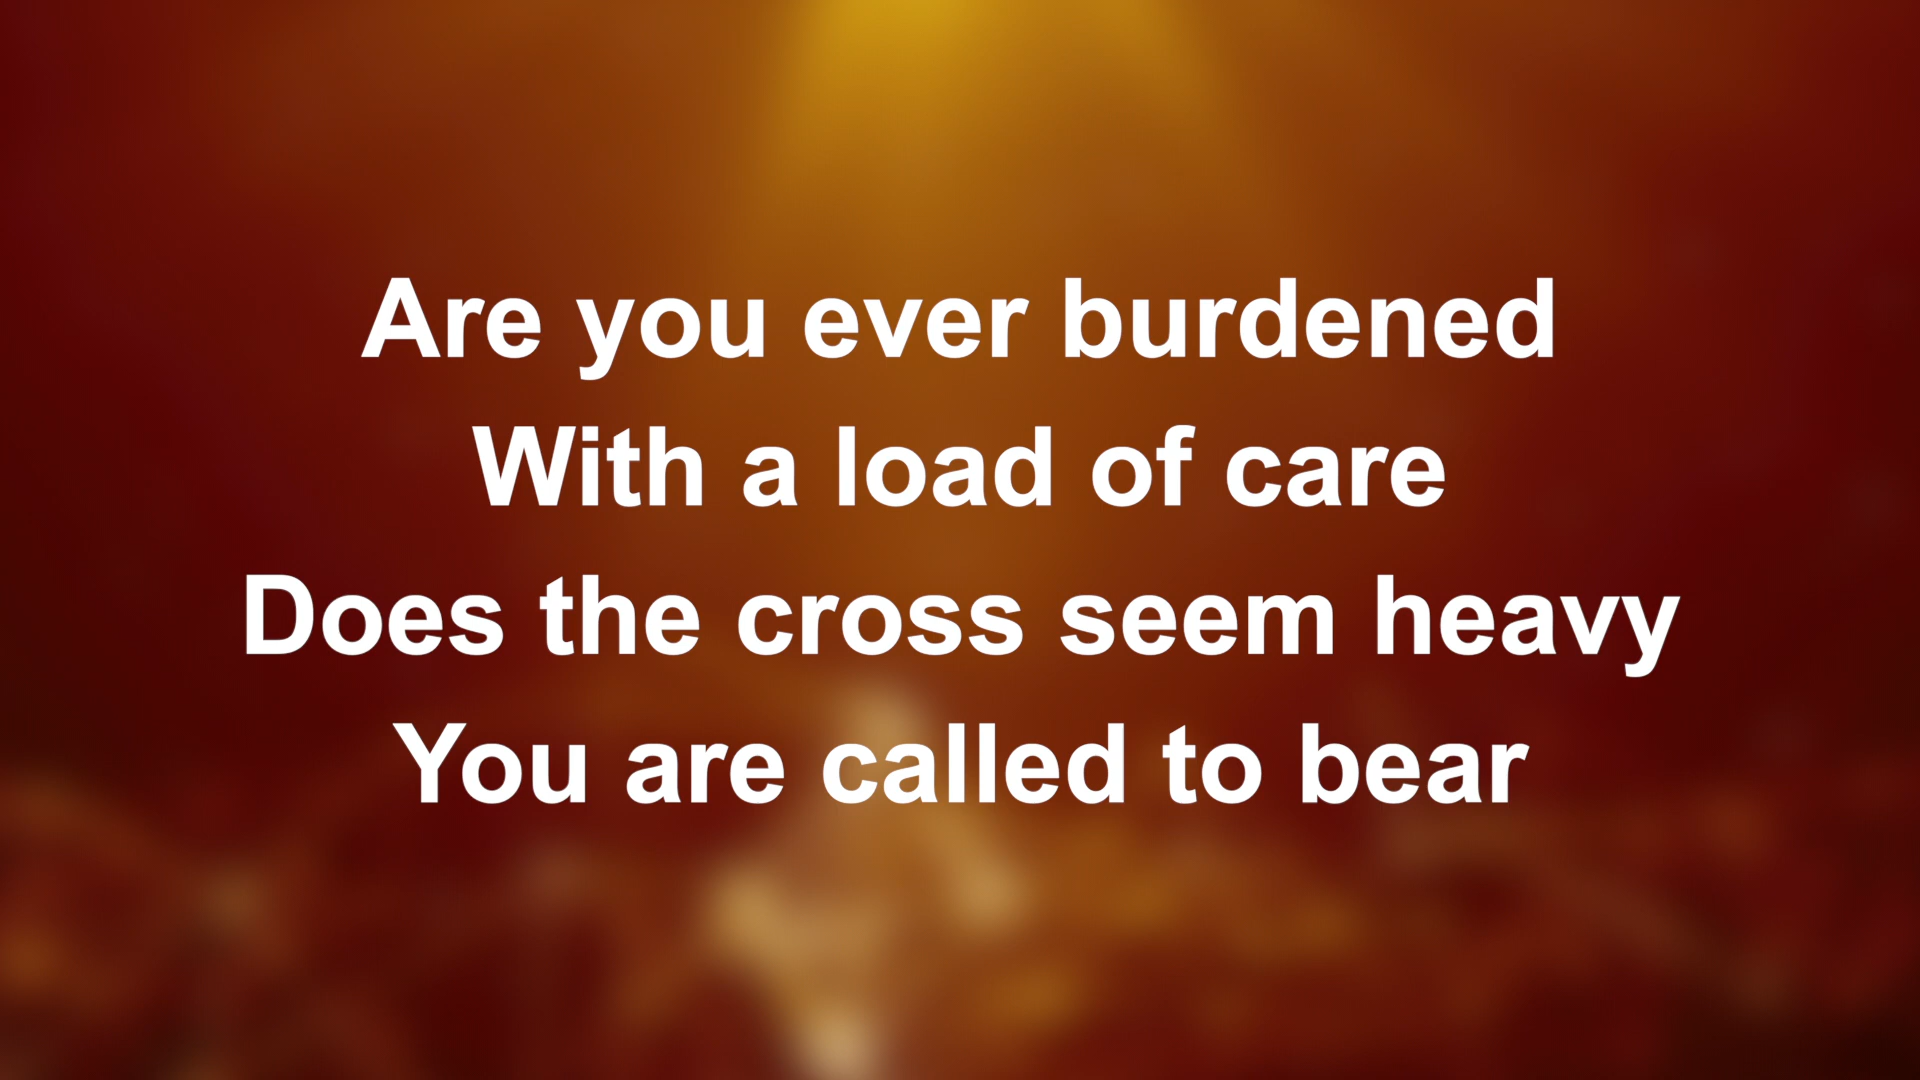 Are you ever burdened
With a load of care
Does the cross seem heavy
You are called to bear